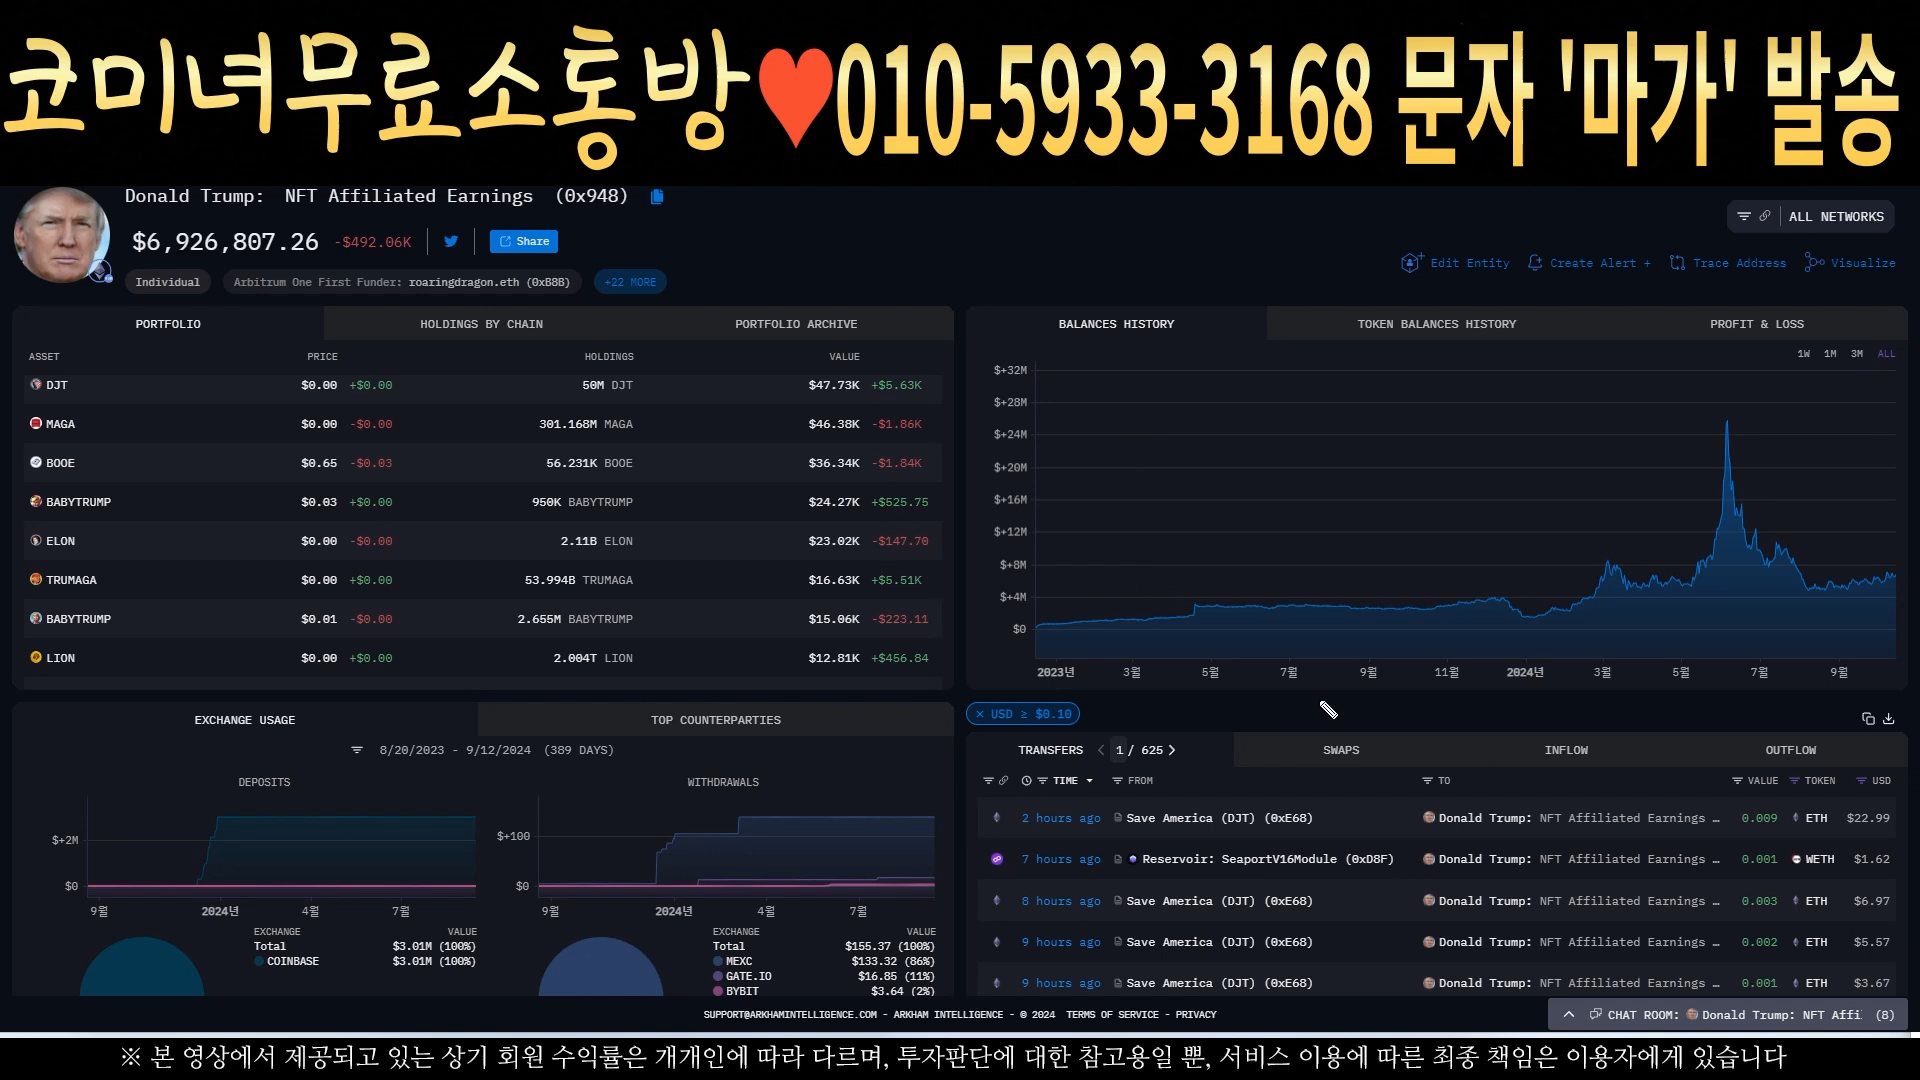 코미녀무료소통방♥010-5933-3168 문자 '마가' 발송
Donald Trump: NFT Affiliated Earnings (0x948)
$6,926,807.26 -$492.06K Share
ALL NETWORKS
Individual Arbitrum One First Funder: roaringdragon.eth (0xB8B) +22 MORE
Edit Entity Create Alert + Trace Address Visualize
PORTFOLIO HOLDINGS BY CHAIN PORTFOLIO ARCHIVE
ASSET PRICE HOLDINGS VALUE
DJT $0.00 +$0.00 50M DJT $47.73K +$5.63K
MAGA $0.00 -$0.00 301.168M MAGA $46.38K -$1.86K
BOOE $0.65 -$0.03 56.231K BOOE $36.34K -$1.84K
BABYTRUMP $0.03 +$0.00 950K BABYTRUMP $24.27K +$525.75
ELON $0.00 -$0.00 2.11B ELON $23.02K -$147.70
TRUMAGA $0.00 +$0.00 53.994B TRUMAGA $16.63K +$5.51K
BABYTRUMP $0.01 -$0.00 2.655M BABYTRUMP $15.06K -$223.11
LION $0.00 +$0.00 2.004T LION $12.81K +$456.84
BALANCES HISTORY TOKEN BALANCES HISTORY PROFIT & LOSS
1W 1M 3M ALL
$+32M
$+28M
$+24M
$+20M
$+16M
$+12M
$+8M
$+4M
$0
2023년 3월 5월 7월 9월 11월 2024년 3월 5월 7월 9월
EXCHANGE USAGE TOP COUNTERPARTIES
8/20/2023 - 9/12/2024 (389 DAYS)
DEPOSITS
$+2M
$0
9월 2024년 4월 7월
EXCHANGE VALUE
Total $3.01M (100%)
COINBASE $3.01M (100%)
WITHDRAWALS
$+100
$0
9월 2024년 4월 7월
EXCHANGE VALUE
Total $155.37 (100%)
MEXC $133.32 (86%)
GATE.IO $16.85 (11%)
BYBIT $3.64 (2%)
× USD ≥ $0.10
TRANSFERS < 1 / 625 > SWAPS INFLOW OUTFLOW
TIME FROM TO VALUE TOKEN USD
2 hours ago Save America (DJT) (0xE68) Donald Trump: NFT Affiliated Earnings … 0.009 ETH $22.99
7 hours ago Reservoir: SeaportV16Module (0xD8F) Donald Trump: NFT Affiliated Earnings … 0.001 WETH $1.62
8 hours ago Save America (DJT) (0xE68) Donald Trump: NFT Affiliated Earnings … 0.003 ETH $6.97
9 hours ago Save America (DJT) (0xE68) Donald Trump: NFT Affiliated Earnings … 0.002 ETH $5.57
9 hours ago Save America (DJT) (0xE68) Donald Trump: NFT Affiliated Earnings … 0.001 ETH $3.67
SUPPORT@ARKHAMINTELLIGENCE.COM - ARKHAM INTELLIGENCE - © 2024 TERMS OF SERVICE - PRIVACY
CHAT ROOM: Donald Trump: NFT Affi (8)
※ 본 영상에서 제공되고 있는 상기 회원 수익률은 개개인에 따라 다르며, 투자판단에 대한 참고용일 뿐, 서비스 이용에 따른 최종 책임은 이용자에게 있습니다